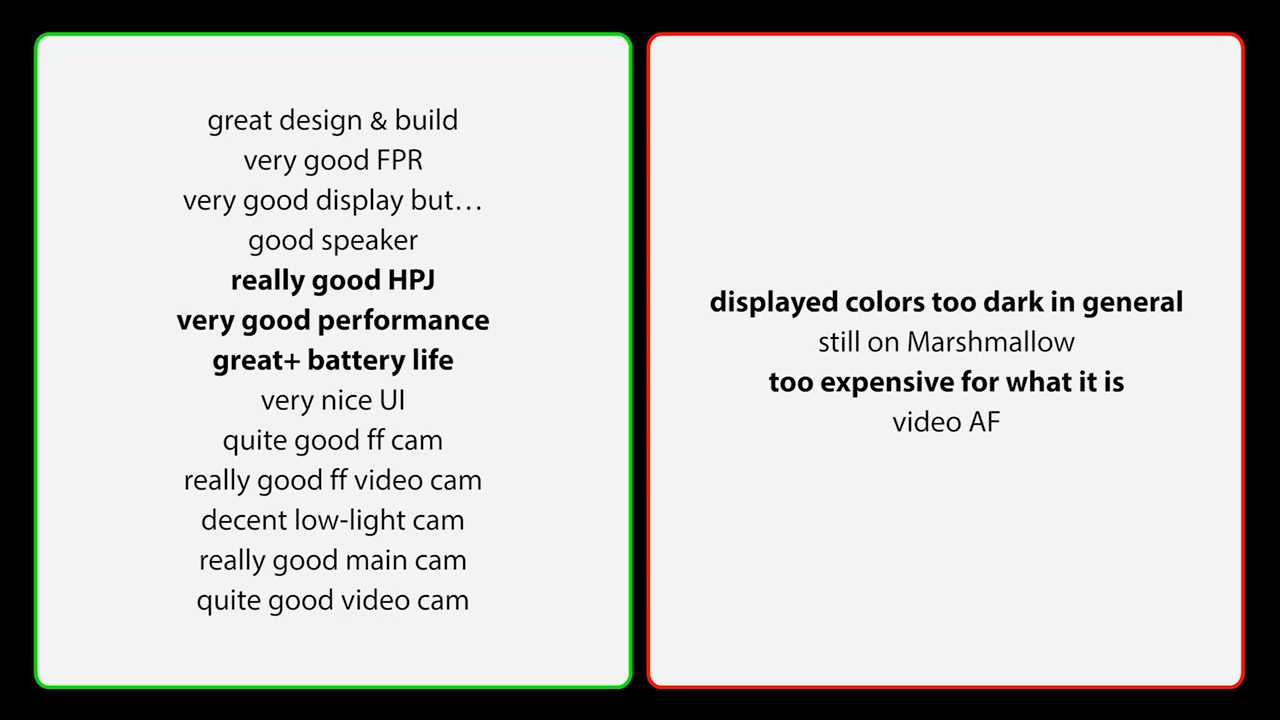 great design & build
very good FPR
very good display but…
good speaker
really good HPJ
very good performance
great+ battery life
very nice UI
quite good ff cam
really good ff video cam
decent low-light cam
really good main cam
quite good video cam
displayed colors too dark in general
still on Marshmallow
too expensive for what it is
video AF